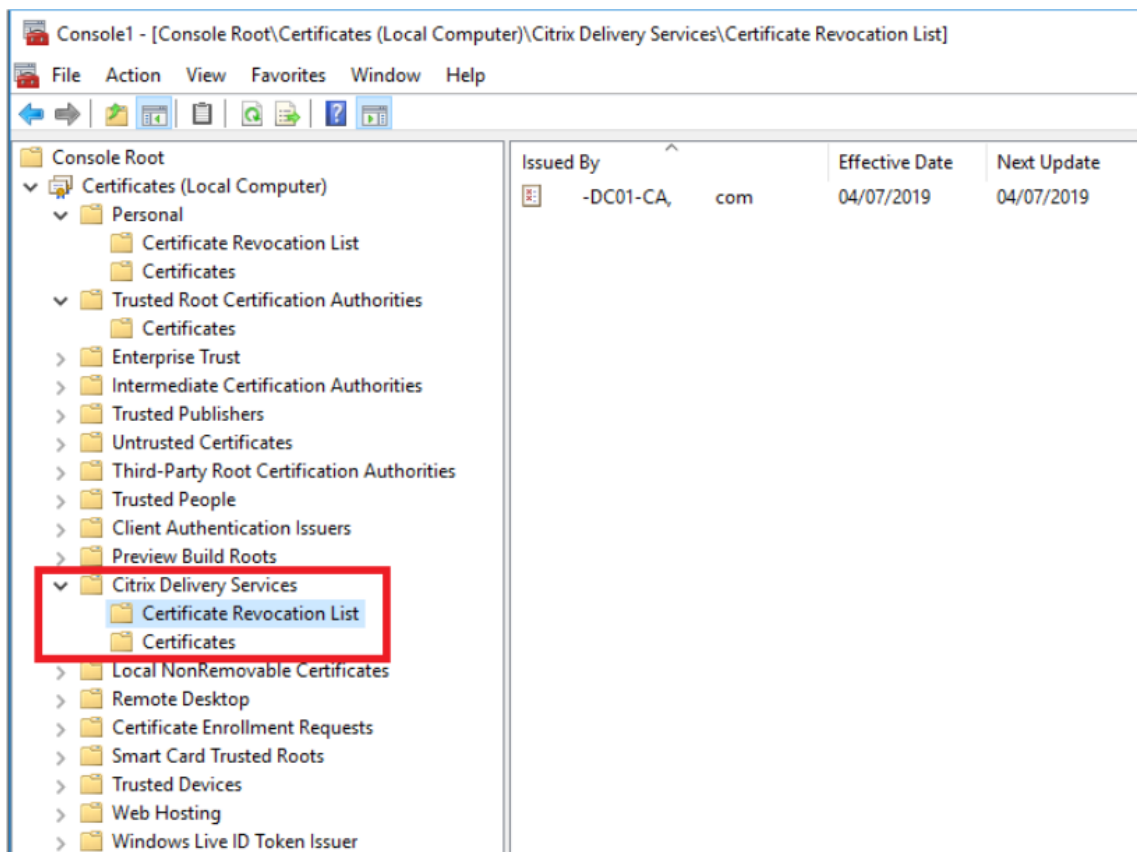 Console1 - [Console Root\Certificates (Local Computer)\Citrix Delivery Services\Certificate Revocation List]
File Action View Favorites Window Help
Console Root
Certificates (Local Computer)
Personal
Certificate Revocation List
Certificates
Trusted Root Certification Authorities
Certificates
Enterprise Trust
Intermediate Certification Authorities
Trusted Publishers
Untrusted Certificates
Third-Party Root Certification Authorities
Trusted People
Client Authentication Issuers
Preview Build Roots
Citrix Delivery Services
Certificate Revocation List
Certificates
Local NonRemovable Certificates
Remote Desktop
Certificate Enrollment Requests
Smart Card Trusted Roots
Trusted Devices
Web Hosting
Windows Live ID Token Issuer
Issued By Effective Date Next Update
-DC01-CA, com 04/07/2019 04/07/2019